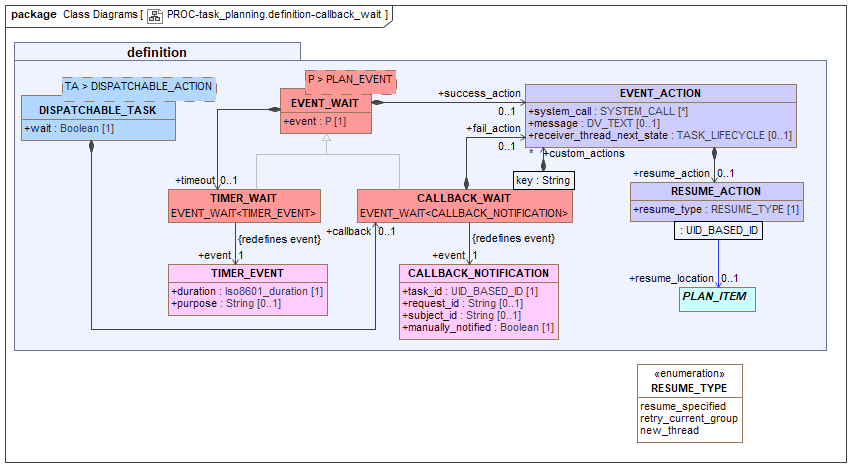 package Class Diagrams [ PROC-task_planning.definition-callback_wait ]
definition
TA > DISPATCHABLE_ACTION
DISPATCHABLE_TASK
+wait : Boolean [1]
P > PLAN_EVENT
EVENT_WAIT
+event : P [1]
+success_action
0..1
+fail_action
0..1
EVENT_ACTION
+system_call : SYSTEM_CALL [*]
+message : DV_TEXT [0..1]
+receiver_thread_next_state : TASK_LIFECYCLE [0..1]
* +custom_actions
key : String
+timeout 0..1
+resume_action 0..1
TIMER_WAIT
EVENT_WAIT<TIMER_EVENT>
CALLBACK_WAIT
EVENT_WAIT<CALLBACK_NOTIFICATION>
RESUME_ACTION
+resume_type : RESUME_TYPE [1]
: UID_BASED_ID
+callback 0..1
{redefines event}
+event 1
{redefines event}
+event 1
TIMER_EVENT
+duration : Iso8601_duration [1]
+purpose : String [0..1]
CALLBACK_NOTIFICATION
+task_id : UID_BASED_ID [1]
+request_id : String [0..1]
+subject_id : String [0..1]
+manually_notified : Boolean [1]
+resume_location 0..1
PLAN_ITEM
«enumeration»
RESUME_TYPE
resume_specified
retry_current_group
new_thread